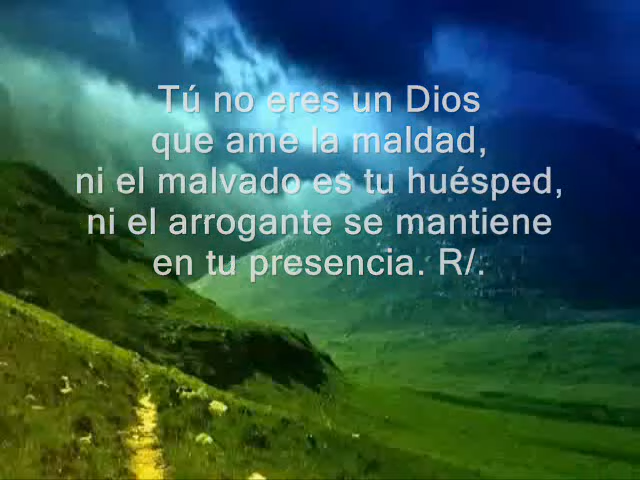 Tú no eres un Dios
que ame la maldad,
ni el malvado es tu huésped,
ni el arrogante se mantiene
en tu presencia. R/.